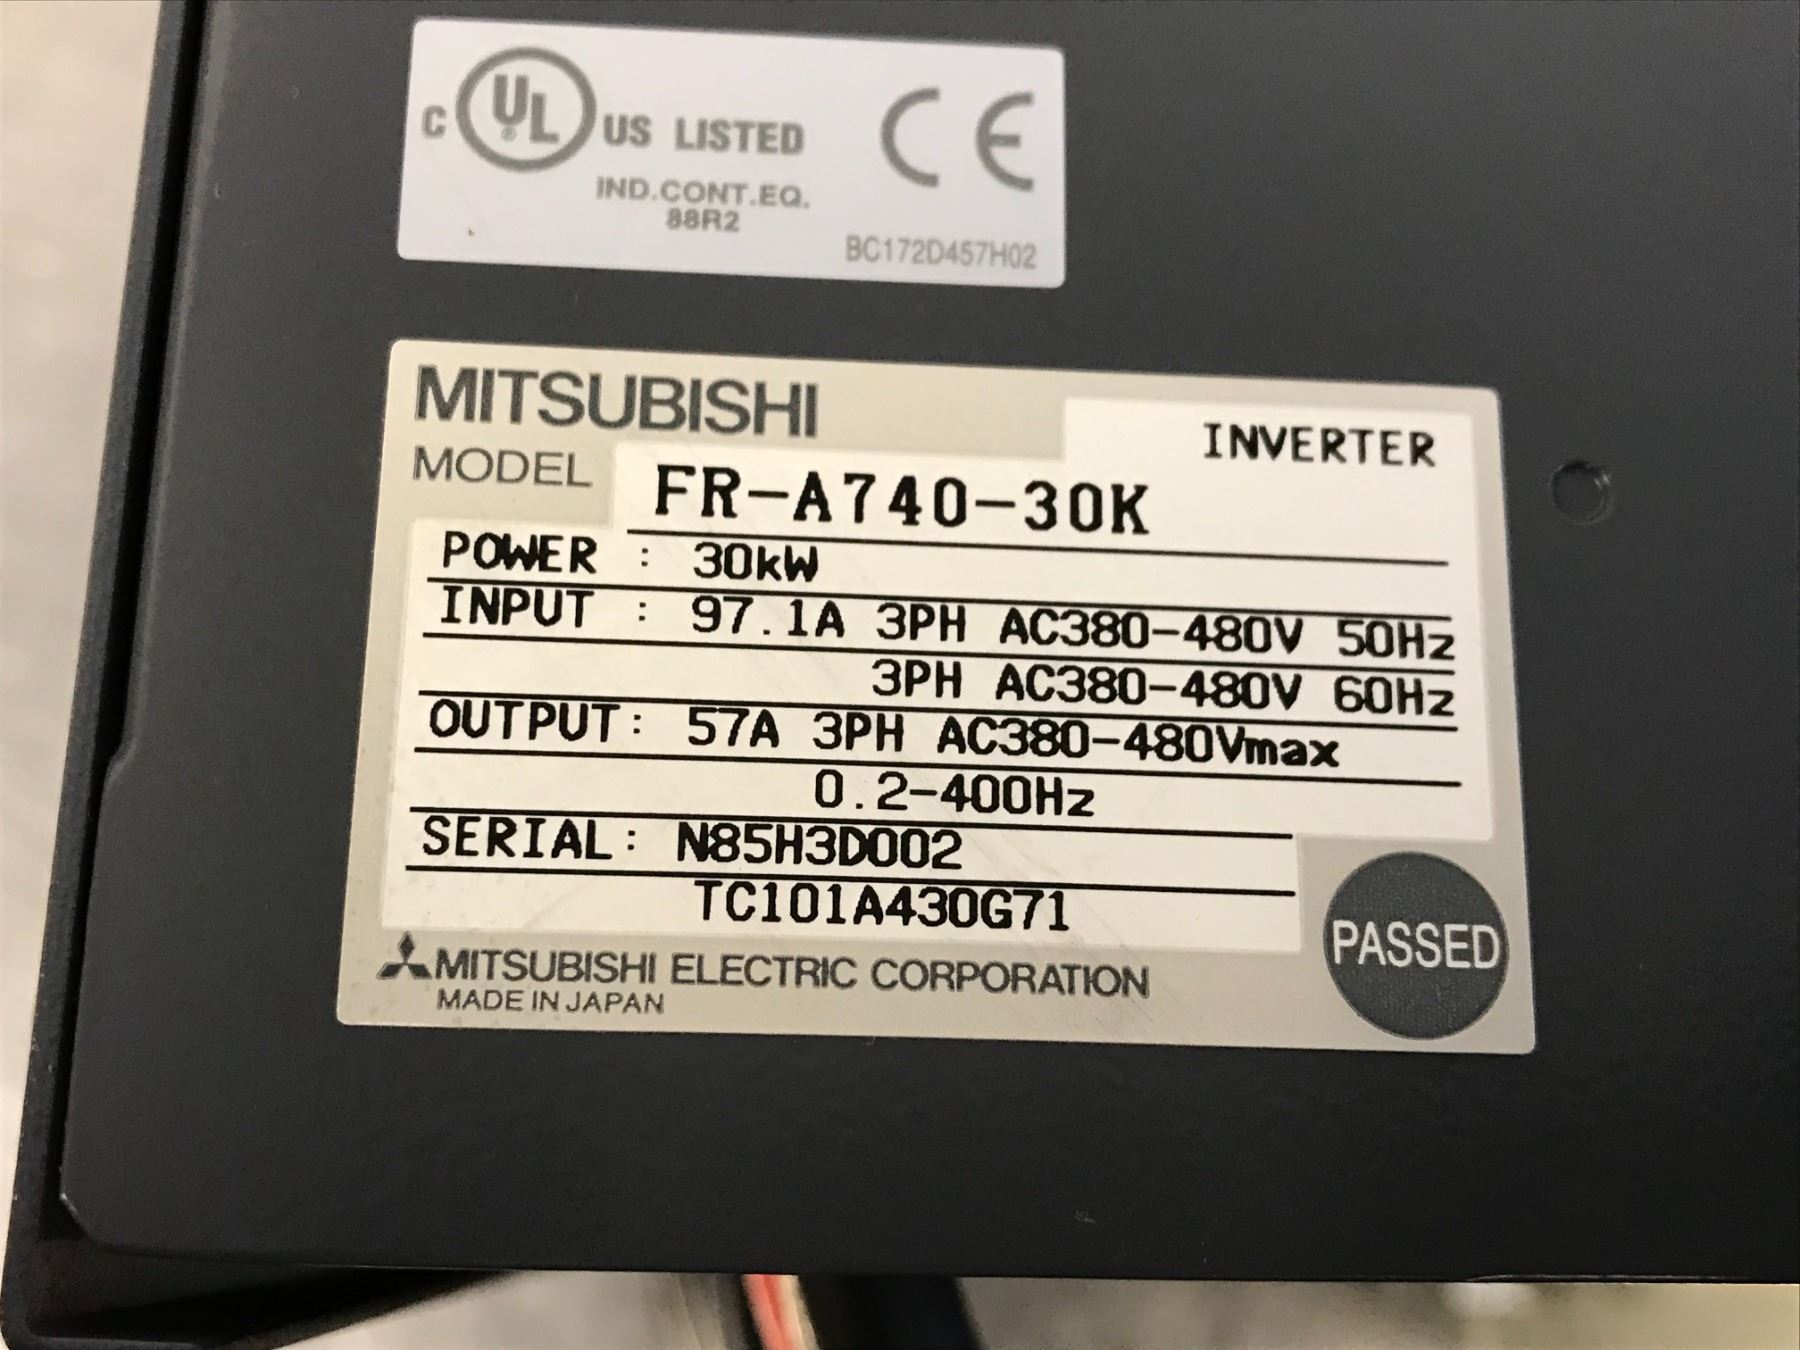 C UL® US LISTED CE
IND.CONT.EQ.
88R2
BC172D457H02
MITSUBISHI
INVERTER
MODEL FR-A740-30K
POWER : 30kW
INPUT : 97.1A 3PH AC380-480V 50Hz
3PH AC380-480V 60Hz
OUTPUT: 57A 3PH AC380-480Vmax
0.2-400Hz
SERIAL: N85H3D002
TC101A430G71
PASSED
MITSUBISHI ELECTRIC CORPORATION
MADE IN JAPAN